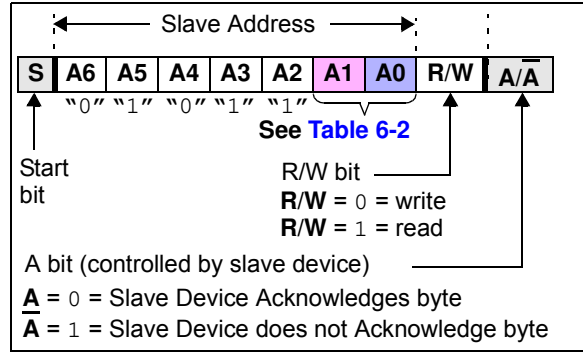 Slave Address
S A6 A5 A4 A3 A2 A1 A0 R/W A/A̅
“0” “1” “0” “1” “1”
See Table 6-2
Start
bit
R/W bit
R/W = 0 = write
R/W = 1 = read
A bit (controlled by slave device)
A = 0 = Slave Device Acknowledges byte
A̅ = 1 = Slave Device does not Acknowledge byte